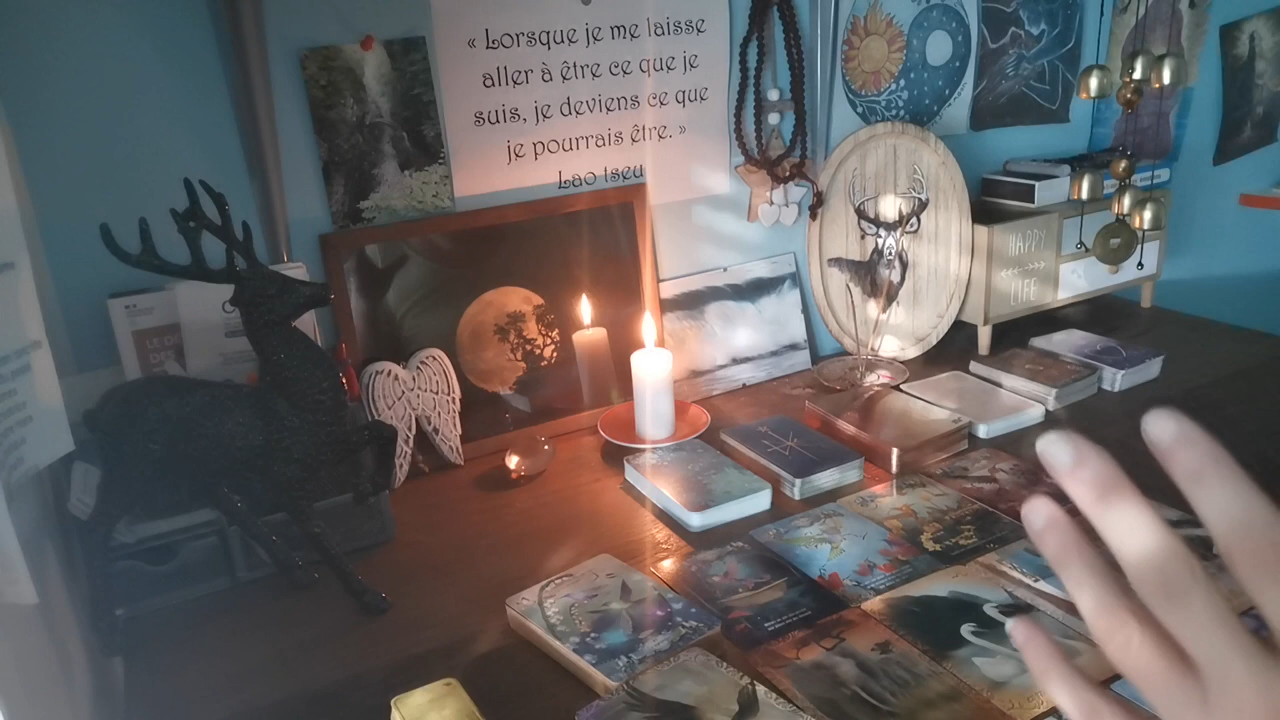 « Lorsque je me laisse
aller à être ce que je
suis, je deviens ce que
je pourrais être. »
Lao tseu
HAPPY
LIFE